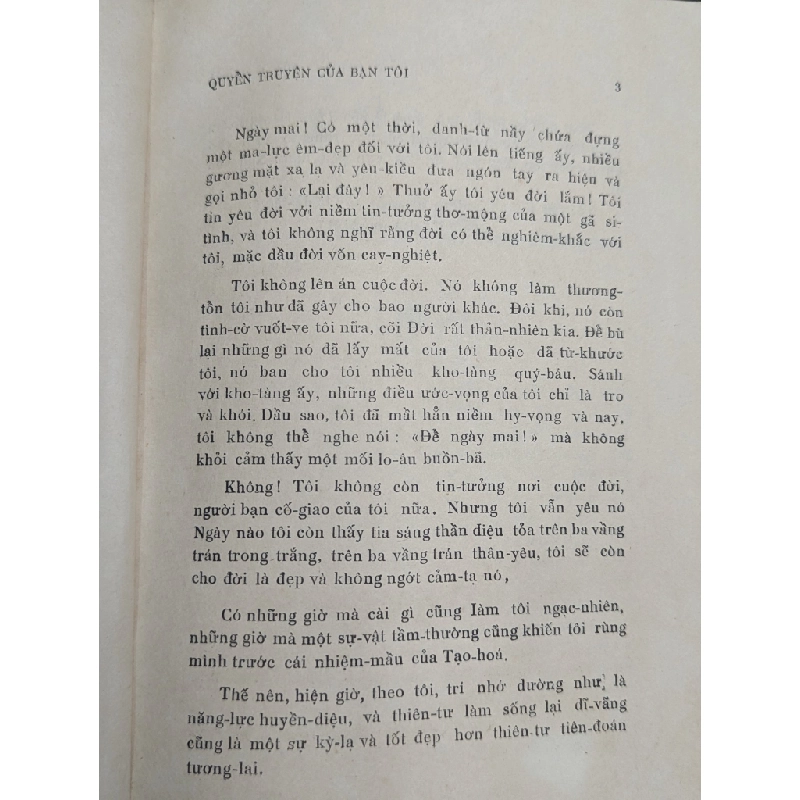 QUYỀN TRUYỆN CỦA BẠN TÔI
3
Ngày mai! Có một thời, danh-từ nầy chứa đựng
một ma-lực êm-đẹp đối với tôi. Nói lên tiếng ấy, nhiều
gương mặt xa lạ và yên-kiều đưa ngón tay ra hiệu và
gọi nhỏ tôi : «Lại đây! » Thuở ấy tôi yêu đời lắm! Tôi
tin yêu đời với niềm tin-tưởng thơ-mộng của một gã si-
tình, và tôi không nghĩ rằng đời có thể nghiêm-khắc với
tôi, mặc dầu đời vốn cay-nghiệt.
Tôi không lên án cuộc đời. Nó không làm thương-
tổn tôi như đã gây cho bao người khác. Đôi khi, nó còn
tình-cờ vuốt-ve tôi nữa, cõi Đời rất thản-nhiên kia. Để bù
lại những gì nó đã lấy mất của tôi hoặc đã từ-khước
tôi, nó ban cho tôi nhiều kho-tàng quý-báu. Sánh
với kho-tàng ấy, những điều ước-vọng của tôi chỉ là tro
và khói. Dầu sao, tôi đã mất hẳn niềm hy-vọng và nay,
tôi không thể nghe nói : «Để ngày mai!» mà không
khỏi cảm thấy một mối lo-âu buồn-bã.
Không! Tôi không còn tin-tưởng nơi cuộc đời,
người bạn cố-giao của tôi nữa. Nhưng tôi vẫn yêu nó
Ngày nào tôi còn thấy tia sáng thần diệu tỏa trên ba vầng
trán trong trắng, trên ba vầng trán thân-yêu, tôi sẽ còn
cho đời là đẹp và không ngớt cảm-tạ nó,
Có những giờ mà cái gì cũng làm tôi ngạc-nhiên,
những giờ mà một sự-vật tầm-thường cũng khiến tôi rùng
mình trước cái nhiệm-mầu của Tạo-hoá.
Thế nên, hiện giờ, theo tôi, trí nhớ dường như, là
năng-lực huyền-diệu, và thiên-tư làm sống lại dĩ-vãng
cũng là một sự kỳ-lạ và tốt đẹp hơn thiên-tư tiên-đoán
tương-lai.